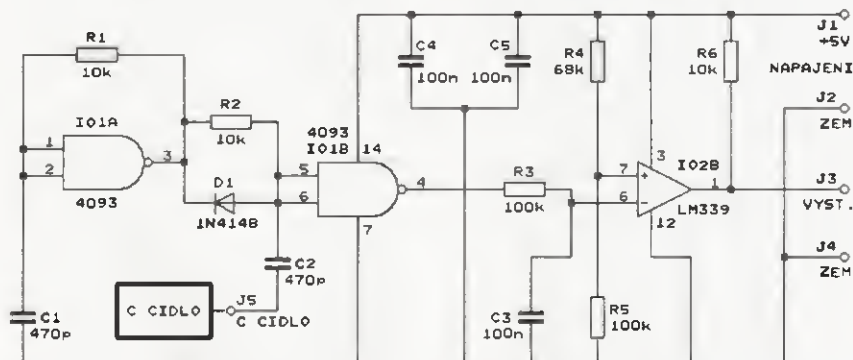 R1
10k
IO1A
1
2
3
4093
R2
10k
D1
1N4148
C1
470p
C CIDLO
J5
C CIDLO
C2
470p
4093
IO1B
14
5
6
4
7
C4
100n
C5
100n
R3
100k
C3
100n
R4
68k
R5
100k
7
6
+
-
3
1
12
IO2B
LM339
R6
10k
J1
+5V
NAPAJENI
J2
ZEM
J3
VYST.
J4
ZEM